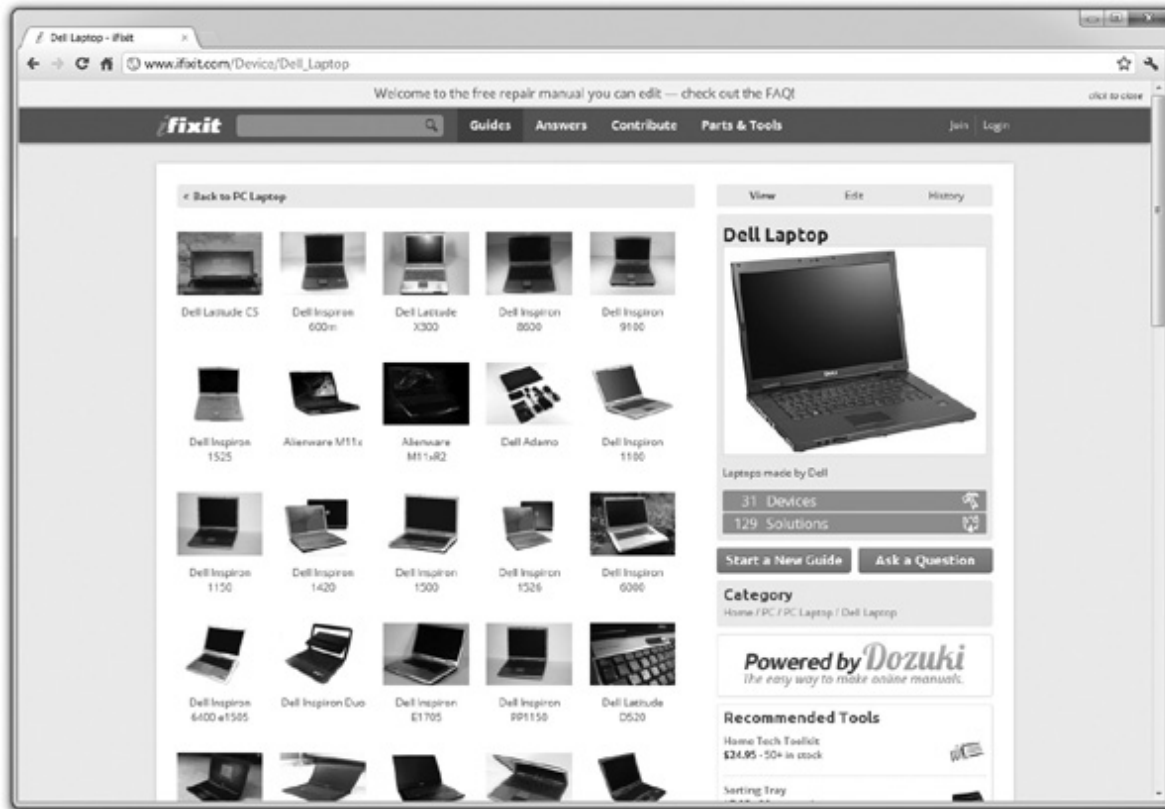 Dell Laptop - iFixit
www.ifixit.com/Device/Dell_Laptop
Welcome to the free repair manual you can edit — check out the FAQ!
click to close
ifixit
Guides Answers Contribute Parts & Tools
Join Login
« Back to PC Laptop
View Edit History
Dell Laptop
Dell Latitude C5
Dell Inspiron
600m
Dell Latitude
X300
Dell Inspiron
8600
Dell Inspiron
9100
Dell Inspiron
1525
Alienware M11x
Alienware
M11xR2
Dell Adamo
Dell Inspiron
1100
DELL
Laptops made by Dell
31 Devices
129 Solutions
Dell Inspiron
1150
Dell Inspiron
1420
Dell Inspiron
1500
Dell Inspiron
1526
Dell Inspiron
6000
Start a New Guide Ask a Question
Category
Home / PC / PC Laptop / Dell Laptop
Powered by Dozuki
The easy way to make online manuals.
Dell Inspiron
6400 e1505
Dell Inspiron Duo
Dell Inspiron
E1705
Dell Inspiron
PP1150
Dell Latitude
D520
Recommended Tools
Home Tech Toolkit
$24.95 - 50+ in stock
Sorting Tray